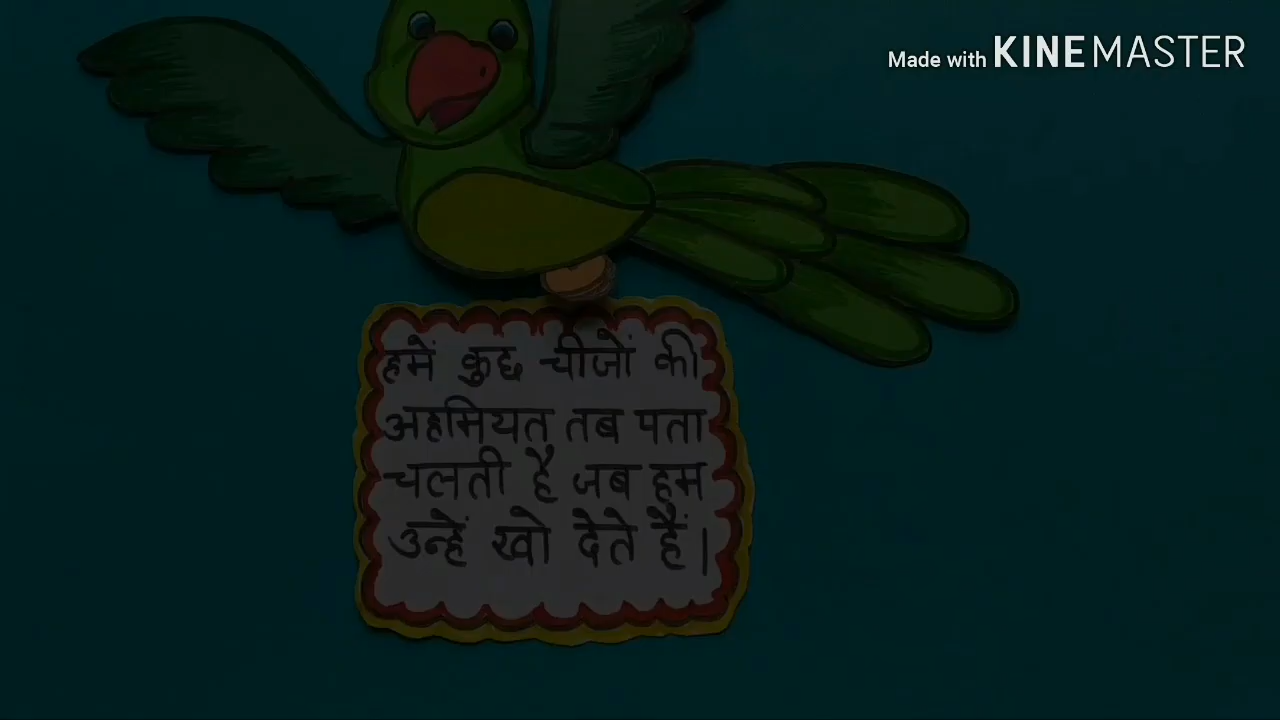 Made with KINEMASTER
हमें कुछ चीजों की
अहमियत तब पता
चलती है जब हम
उन्हें खो देते हैं।